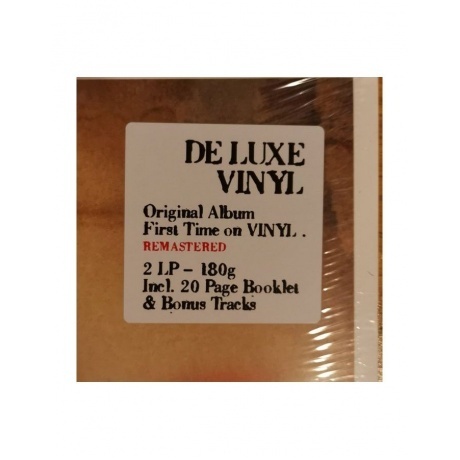 DE LUXE
VINYL
Original Album
First Time on VINYL .
REMASTERED
2 LP – 180g
Incl. 20 Page Booklet
& Bonus Tracks